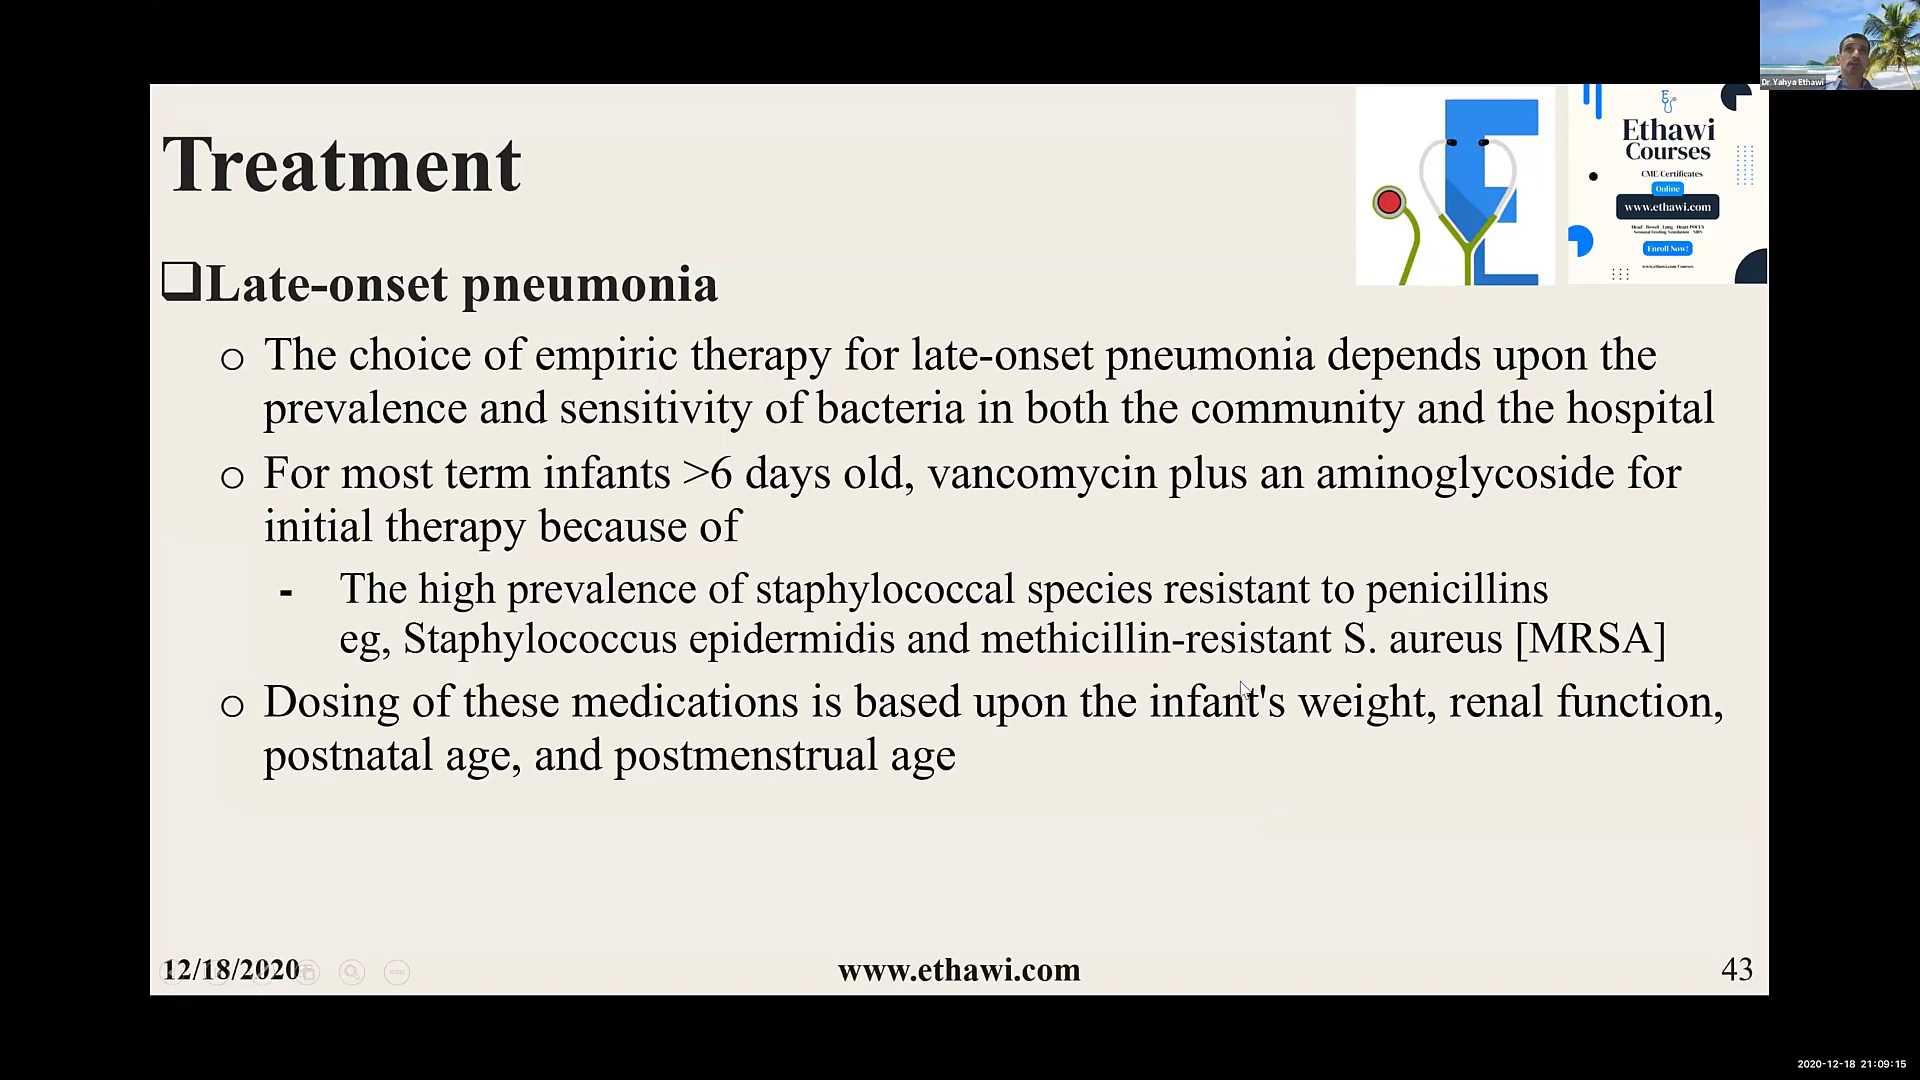 Dr. Yahya Ethawi
Ethawi
Courses
CME Certificates
Online
www.ethawi.com
Enroll Now!
Treatment
Late-onset pneumonia
The choice of empiric therapy for late-onset pneumonia depends upon the
prevalence and sensitivity of bacteria in both the community and the hospital
For most term infants >6 days old, vancomycin plus an aminoglycoside for
initial therapy because of
- The high prevalence of staphylococcal species resistant to penicillins
eg, Staphylococcus epidermidis and methicillin-resistant S. aureus [MRSA]
Dosing of these medications is based upon the infant's weight, renal function,
postnatal age, and postmenstrual age
12/18/2020
www.ethawi.com
43
2020-12-18 21:09:15